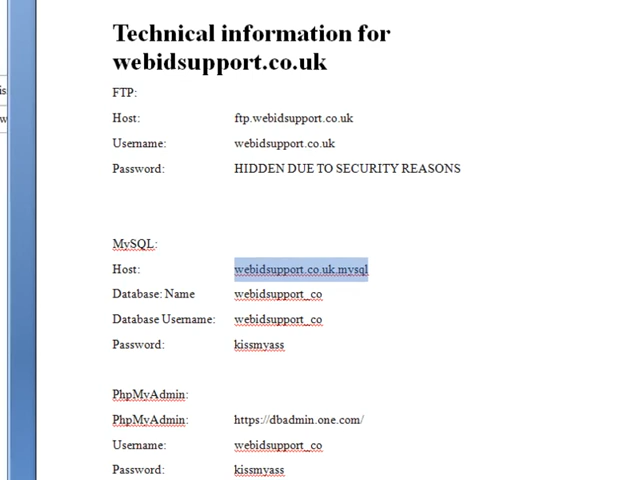 Technical information for
webidsupport.co.uk
FTP:
Host: ftp.webidsupport.co.uk
Username: webidsupport.co.uk
Password: HIDDEN DUE TO SECURITY REASONS
MySQL:
Host: webidsupport.co.uk.mysql
Database: Name webidsupport_co
Database Username: webidsupport_co
Password: kissmyass
PhpMyAdmin:
PhpMyAdmin: https://dbadmin.one.com/
Username: webidsupport_co
Password: kissmyass